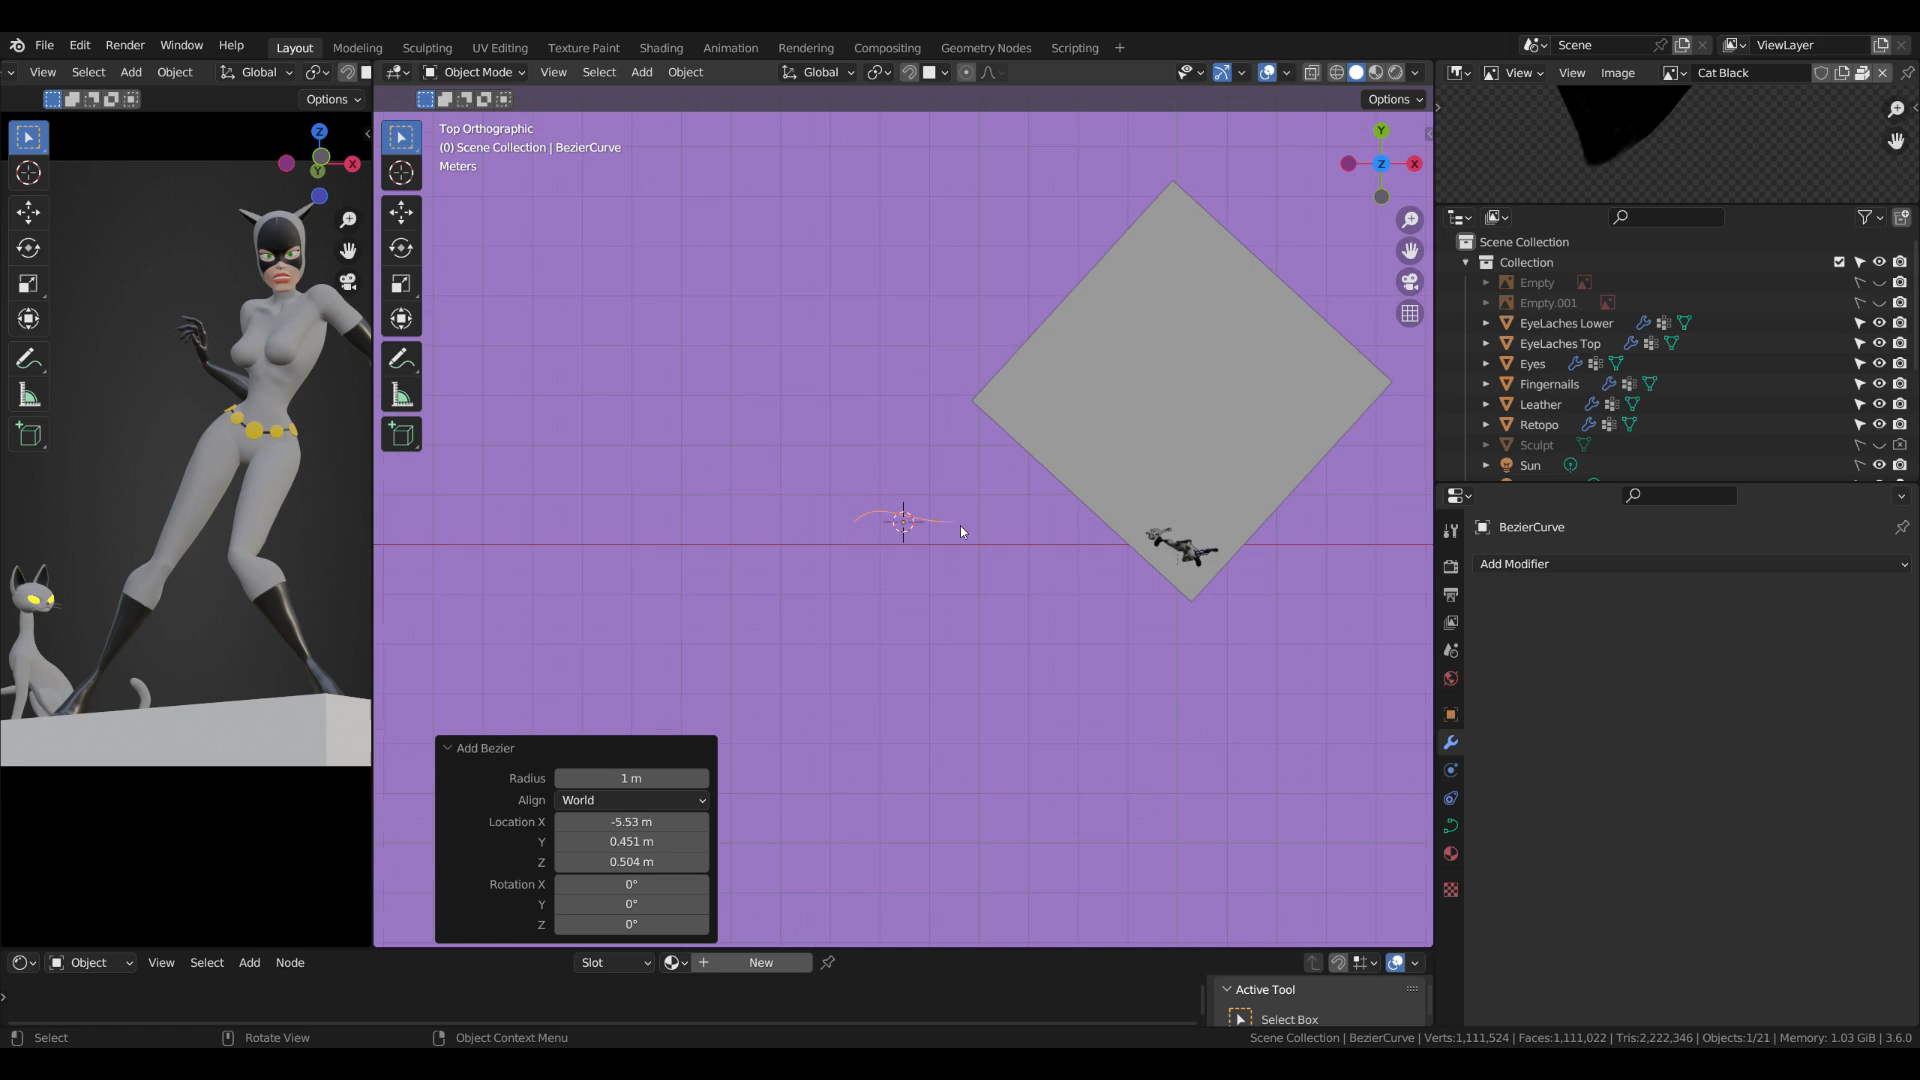 File Edit Render Window Help Layout Modeling Sculpting UV Editing Texture Paint Shading Animation Rendering Compositing Geometry Nodes Scripting + Scene ViewLayer
View Select Add Object Global Object Mode View Select Add Object Global View View Image Cat Black
Options Options
Top Orthographic
(0) Scene Collection | BezierCurve
Meters
Z
X
Y
Y
Z
X
Scene Collection
Collection
Empty
Empty.001
EyeLaches Lower
EyeLaches Top
Eyes
Fingernails
Leather
Retopo
Sculpt
Sun
BezierCurve
Add Modifier
Add Bezier
Radius 1 m
Align World
Location X -5.53 m
Y 0.451 m
Z 0.504 m
Rotation X 0°
Y 0°
Z 0°
Object View Select Add Node Slot New
Active Tool
Select Box
Select Rotate View Object Context Menu Scene Collection | BezierCurve | Verts:1,111,524 | Faces:1,111,022 | Tris:2,222,346 | Objects:1/21 | Memory: 1.03 GiB | 3.6.0